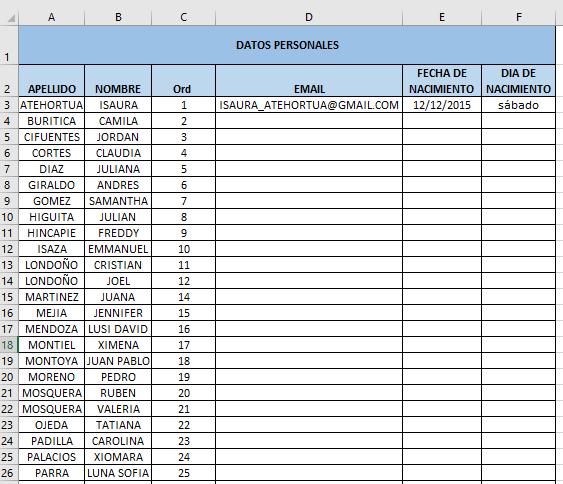 A B C D E F
1 DATOS PERSONALES
2 APELLIDO NOMBRE Ord EMAIL FECHA DE NACIMIENTO DIA DE NACIMIENTO
3 ATEHORTUA ISAURA 1 ISAURA_ATEHORTUA@GMAIL.COM 12/12/2015 sábado
4 BURITICA CAMILA 2
5 CIFUENTES JORDAN 3
6 CORTES CLAUDIA 4
7 DIAZ JULIANA 5
8 GIRALDO ANDRES 6
9 GOMEZ SAMANTHA 7
10 HIGUITA JULIAN 8
11 HINCAPIE FREDDY 9
12 ISAZA EMMANUEL 10
13 LONDOÑO CRISTIAN 11
14 LONDOÑO JOEL 12
15 MARTINEZ JUANA 14
16 MEJIA JENNIFER 15
17 MENDOZA LUSI DAVID 16
18 MONTIEL XIMENA 17
19 MONTOYA JUAN PABLO 18
20 MORENO PEDRO 19
21 MOSQUERA RUBEN 20
22 MOSQUERA VALERIA 21
23 OJEDA TATIANA 22
24 PADILLA CAROLINA 23
25 PALACIOS XIOMARA 24
26 PARRA LUNA SOFIA 25